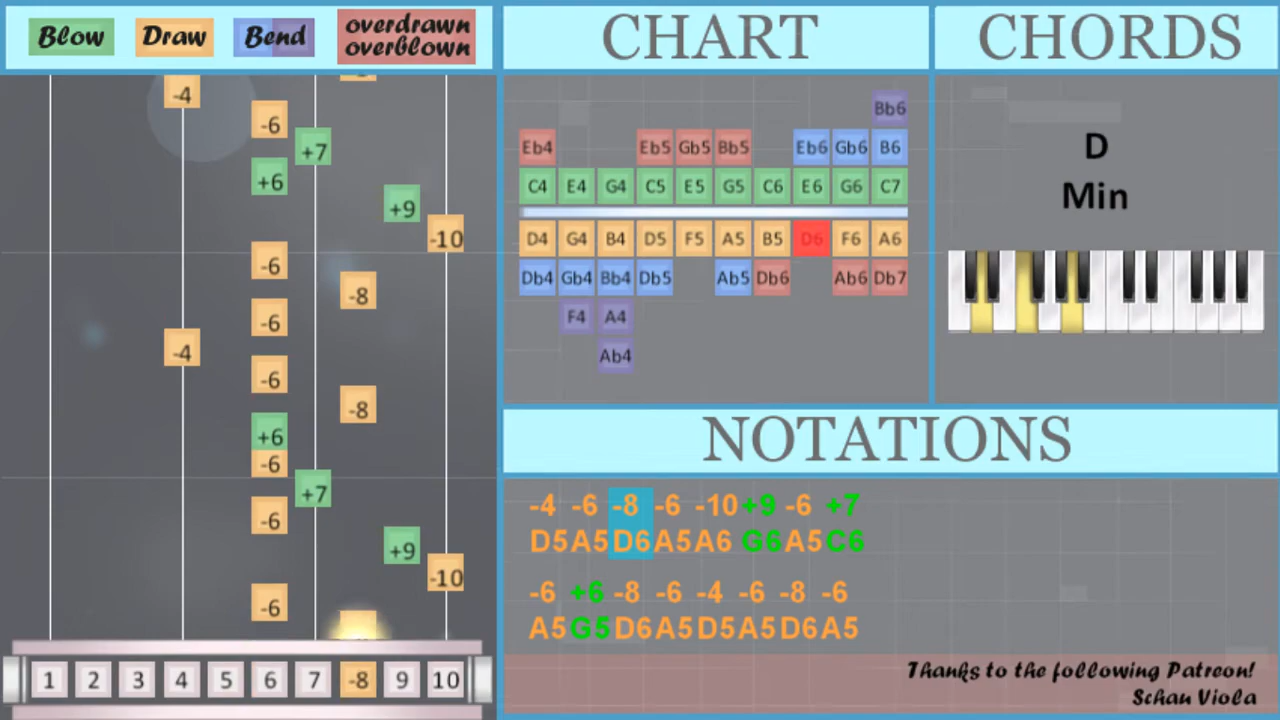 Blow Draw Bend overdrawn
overblown
CHART CHORDS
-4
-6
+7
+6
+9
-10
-6
-8
-6
-4
-6
-8
+6
-6
+7
-6
+9
-10
-6
1 2 3 4 5 6 7 -8 9 10
Bb6
Eb4 Eb5 Gb5 Bb5 Eb6 Gb6 B6
C4 E4 G4 C5 E5 G5 C6 E6 G6 C7
D4 G4 B4 D5 F5 A5 B5 D6 F6 A6
Db4 Gb4 Bb4 Db5 Ab5 Db6 Ab6 Db7
F4 A4
Ab4
D
Min
NOTATIONS
-4 -6 -8 -6 -10 +9 -6 +7
D5 A5 D6 A5 A6 G6 A5 C6
-6 +6 -8 -6 -4 -6 -8 -6
A5 G5 D6 A5 D5 A5 D6 A5
Thanks to the following Patreon!
Schau Viola